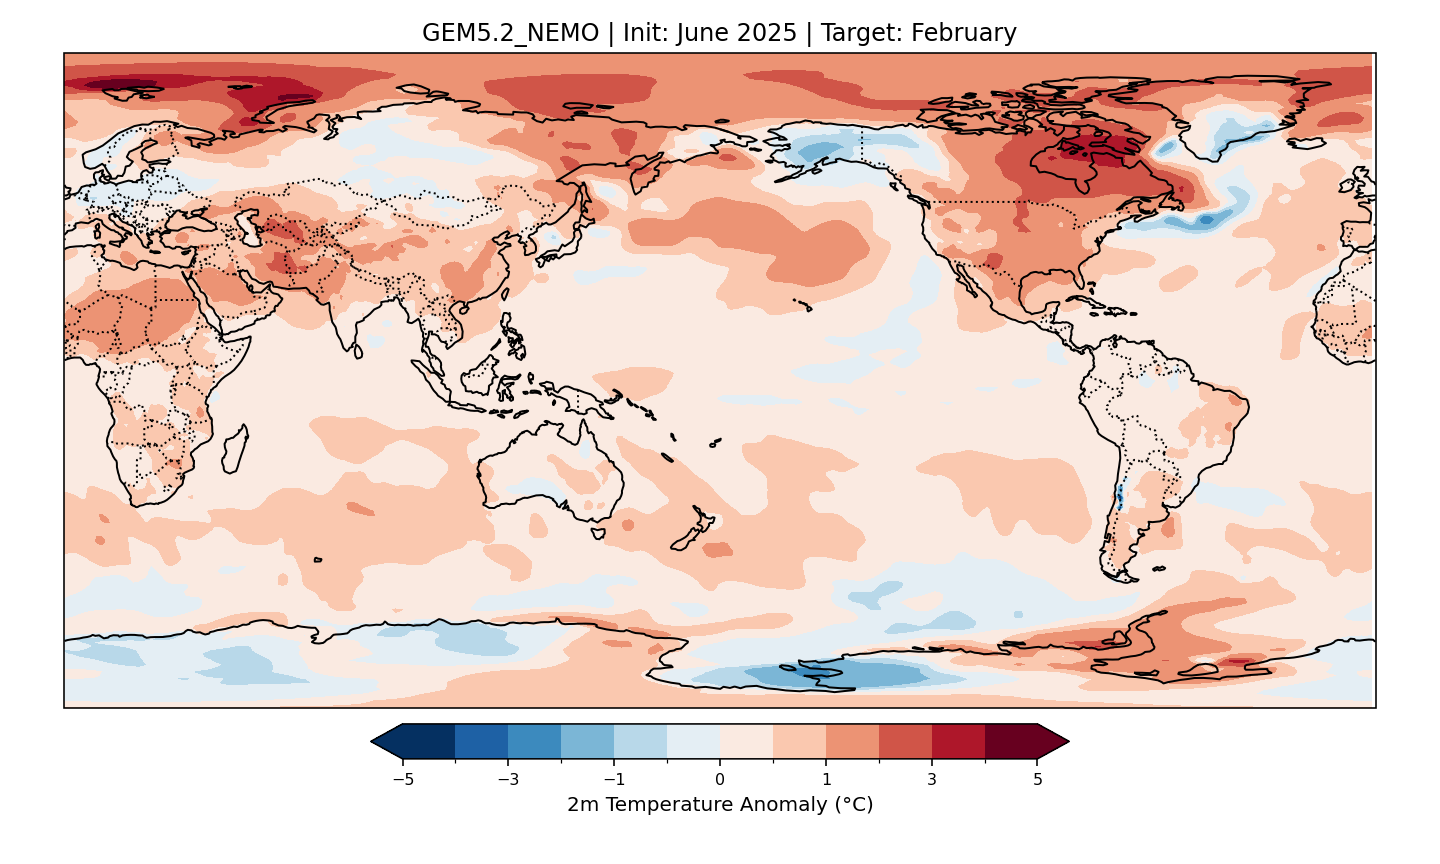 GEM5.2_NEMO | Init: June 2025 | Target: February
−5 −3 −1 0 1 3 5
2m Temperature Anomaly (°C)